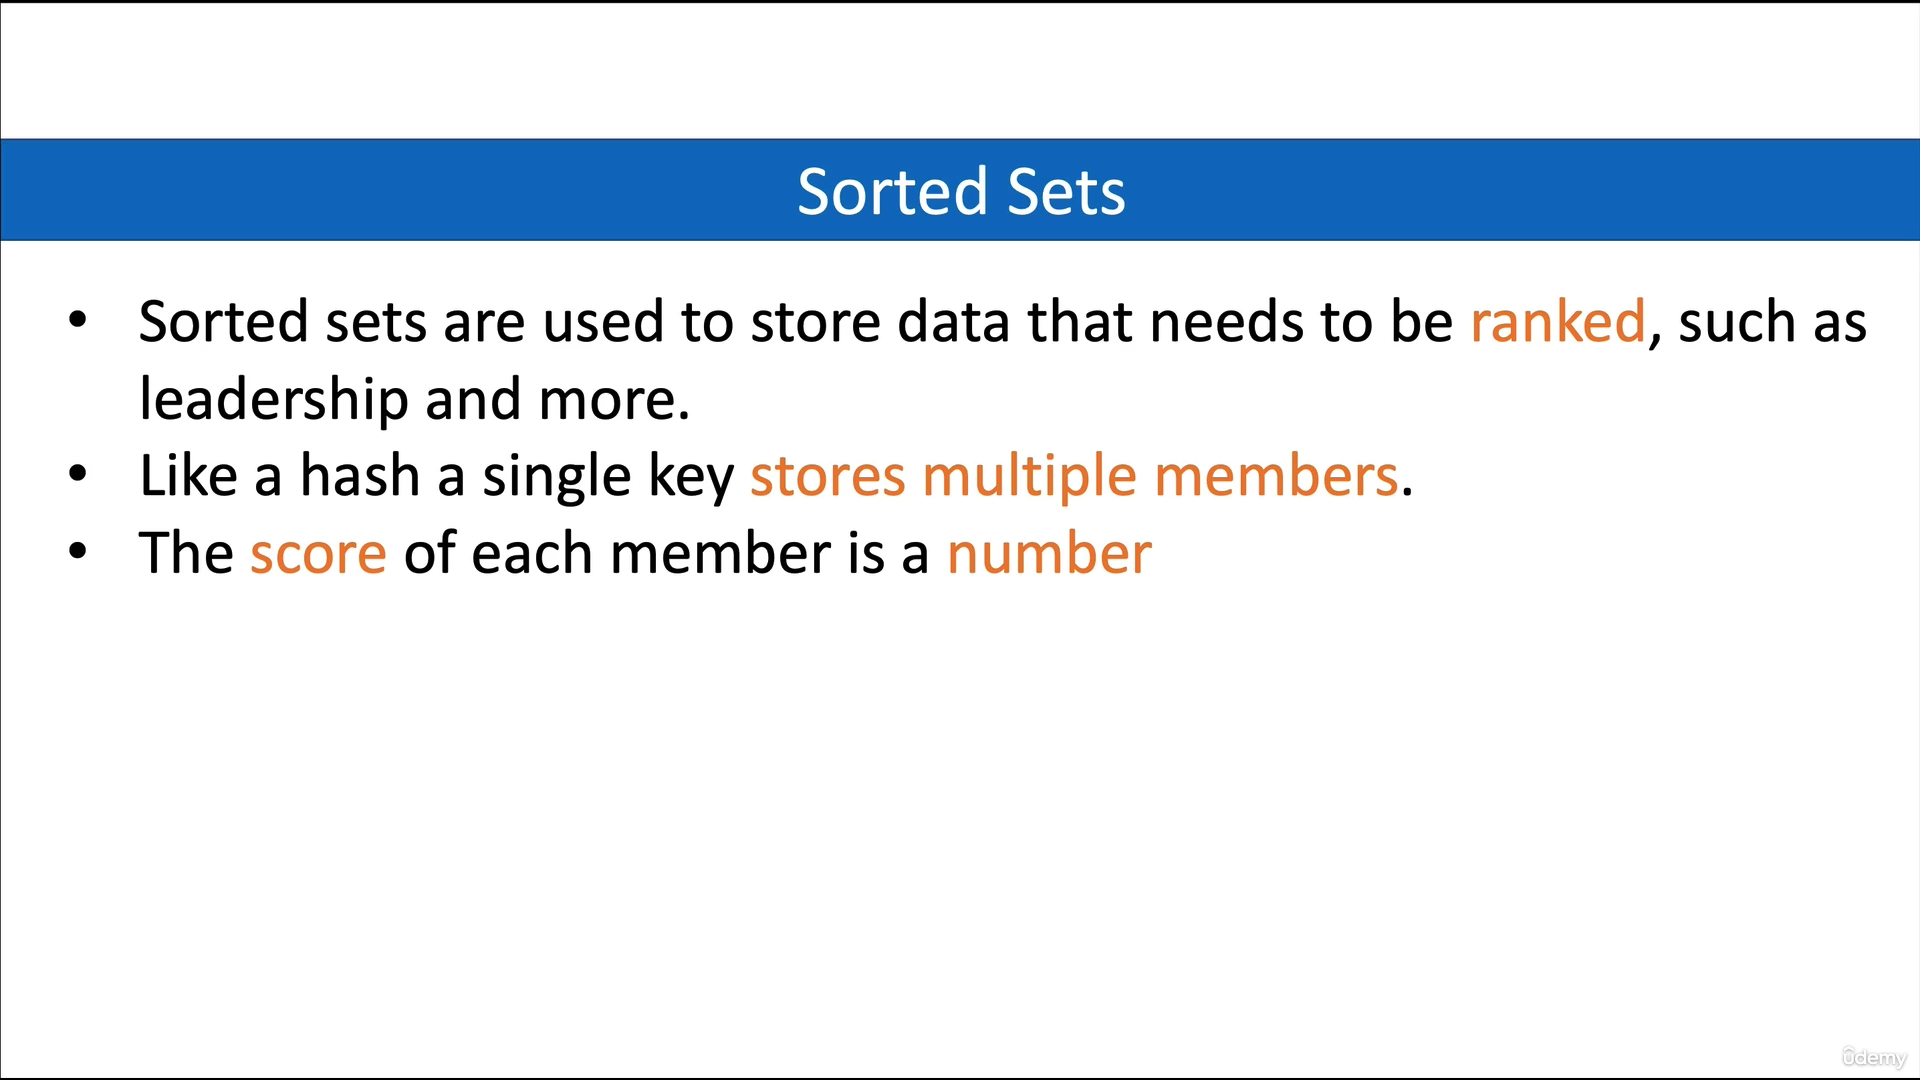 Sorted Sets
• Sorted sets are used to store data that needs to be ranked, such as
leadership and more.
• Like a hash a single key stores multiple members.
• The score of each member is a number
ûdemy